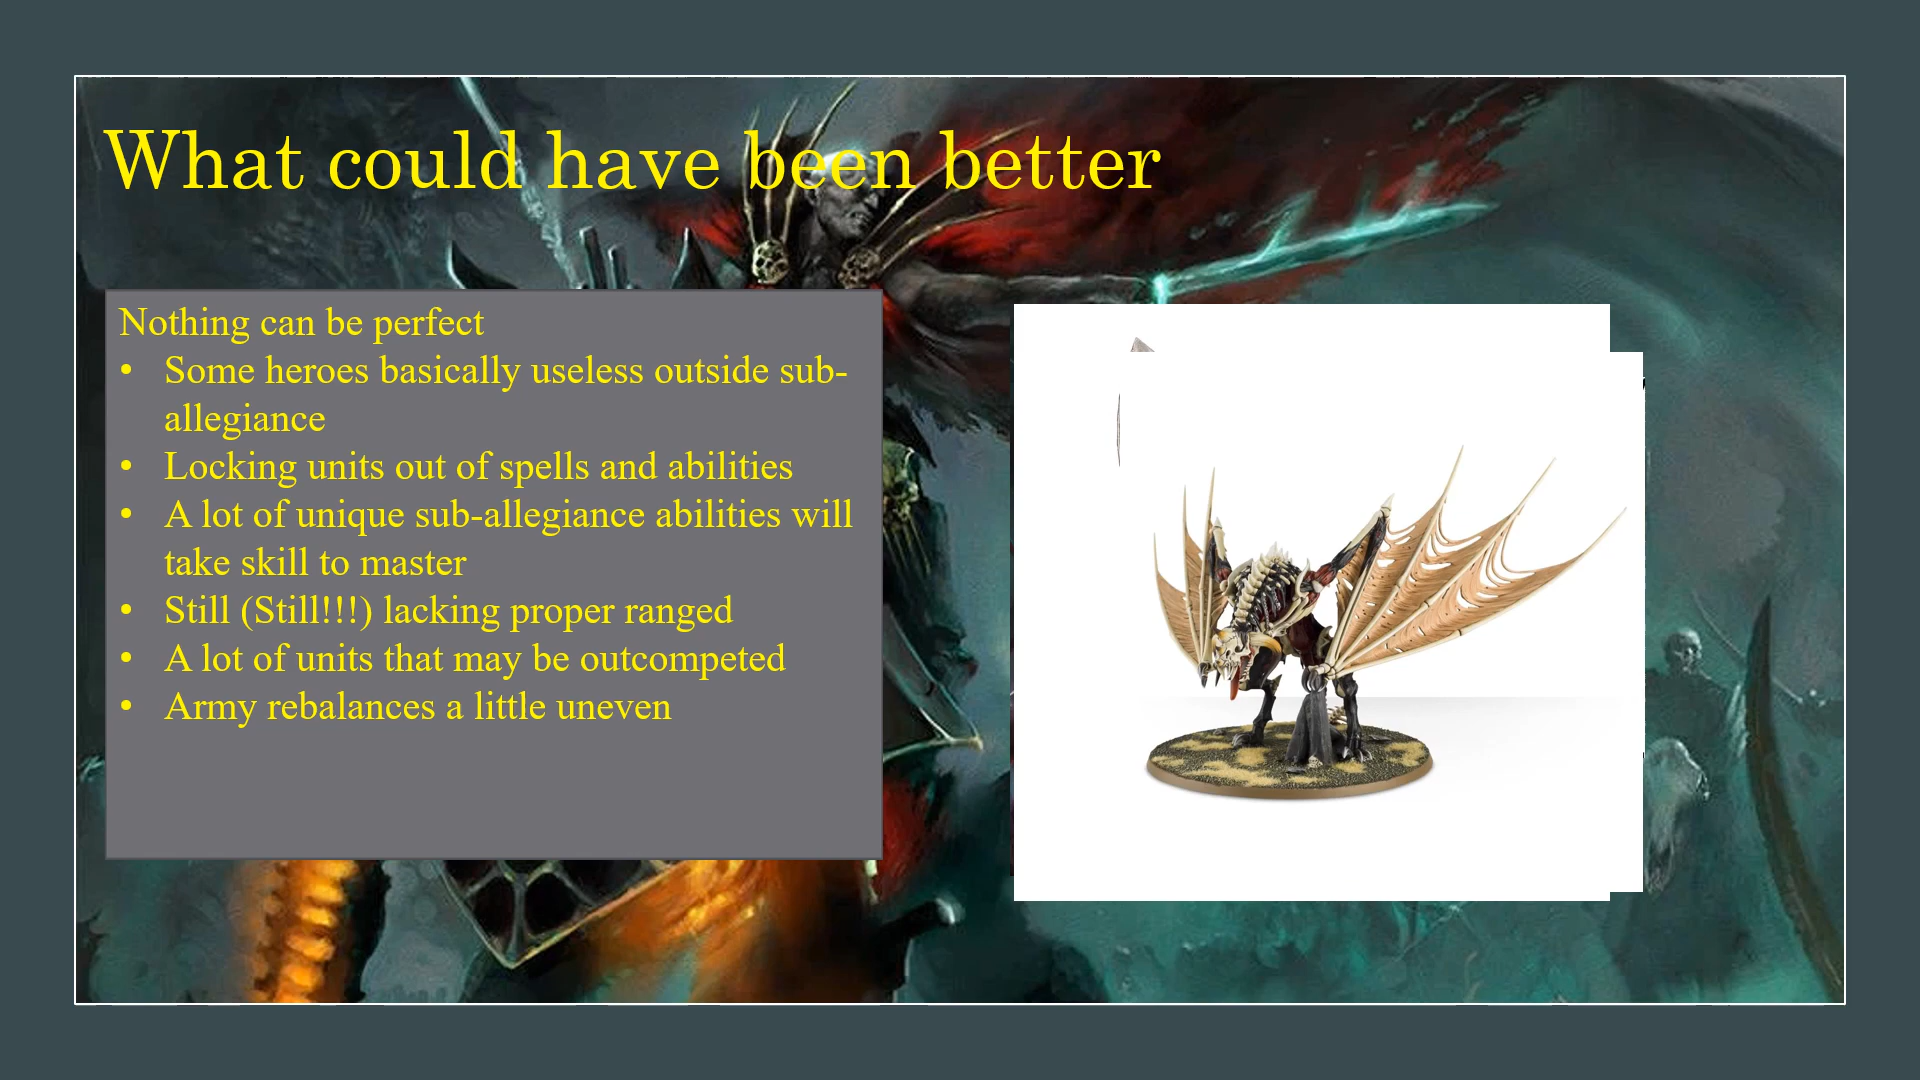 What could have been better
Nothing can be perfect
• Some heroes basically useless outside sub-
allegiance
• Locking units out of spells and abilities
• A lot of unique sub-allegiance abilities will
take skill to master
• Still (Still!!!) lacking proper ranged
• A lot of units that may be outcompeted
• Army rebalances a little uneven